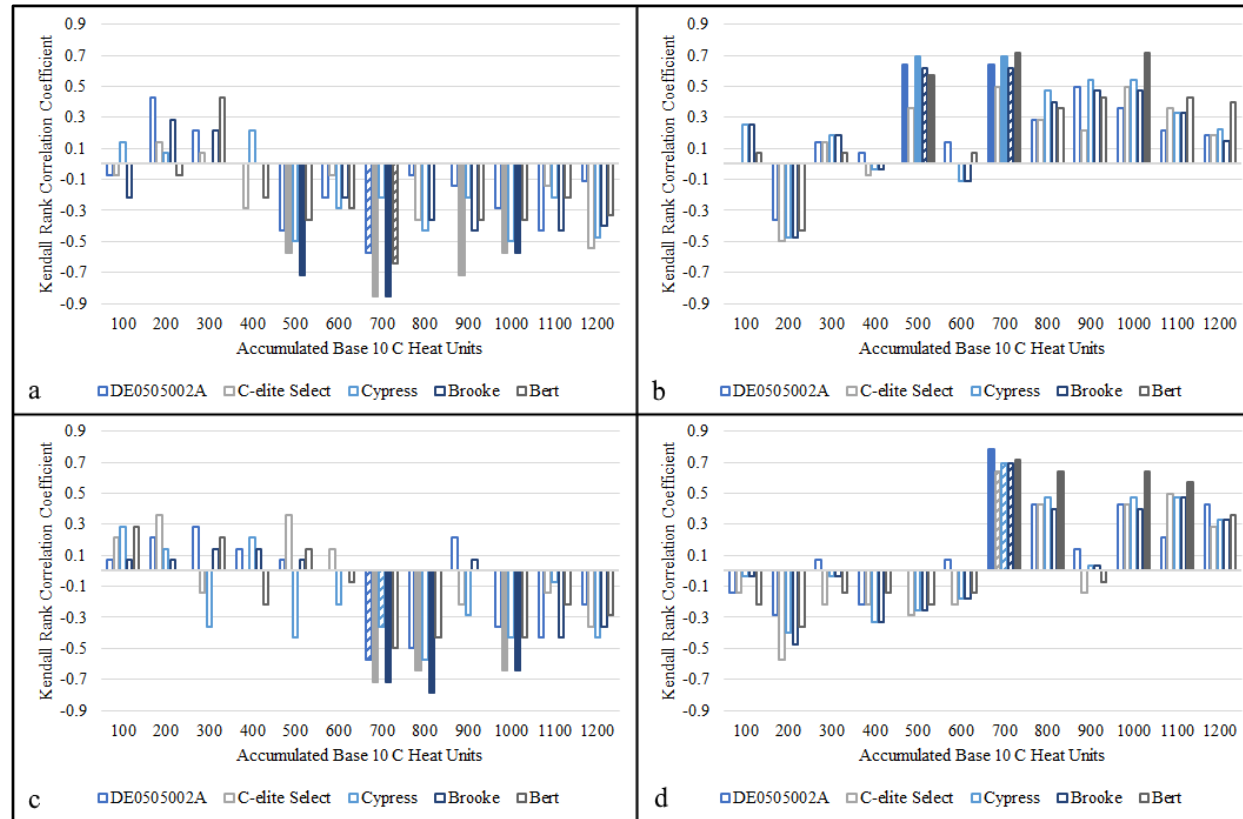 0.9
0.7
0.5
0.3
0.1
-0.1
-0.3
-0.5
-0.7
-0.9
Kendall Rank Correlation Coefficient
100 200 300 400 500 600 700 800 900 1000 1100 1200
Accumulated Base 10 C Heat Units
DE0505002A C-elite Select Cypress Brooke Bert
a
0.9
0.7
0.5
0.3
0.1
-0.1
-0.3
-0.5
-0.7
-0.9
Kendall Rank Correlation Coefficient
100 200 300 400 500 600 700 800 900 1000 1100 1200
Accumulated Base 10 C Heat Units
DE0505002A C-elite Select Cypress Brooke Bert
b
0.9
0.7
0.5
0.3
0.1
-0.1
-0.3
-0.5
-0.7
-0.9
Kendall Rank Correlation Coefficient
100 200 300 400 500 600 700 800 900 1000 1100 1200
Accumulated Base 10 C Heat Units
DE0505002A C-elite Select Cypress Brooke Bert
c
0.9
0.7
0.5
0.3
0.1
-0.1
-0.3
-0.5
-0.7
-0.9
Kendall Rank Correlation Coefficient
100 200 300 400 500 600 700 800 900 1000 1100 1200
Accumulated Base 10 C Heat Units
DE0505002A C-elite Select Cypress Brooke Bert
d